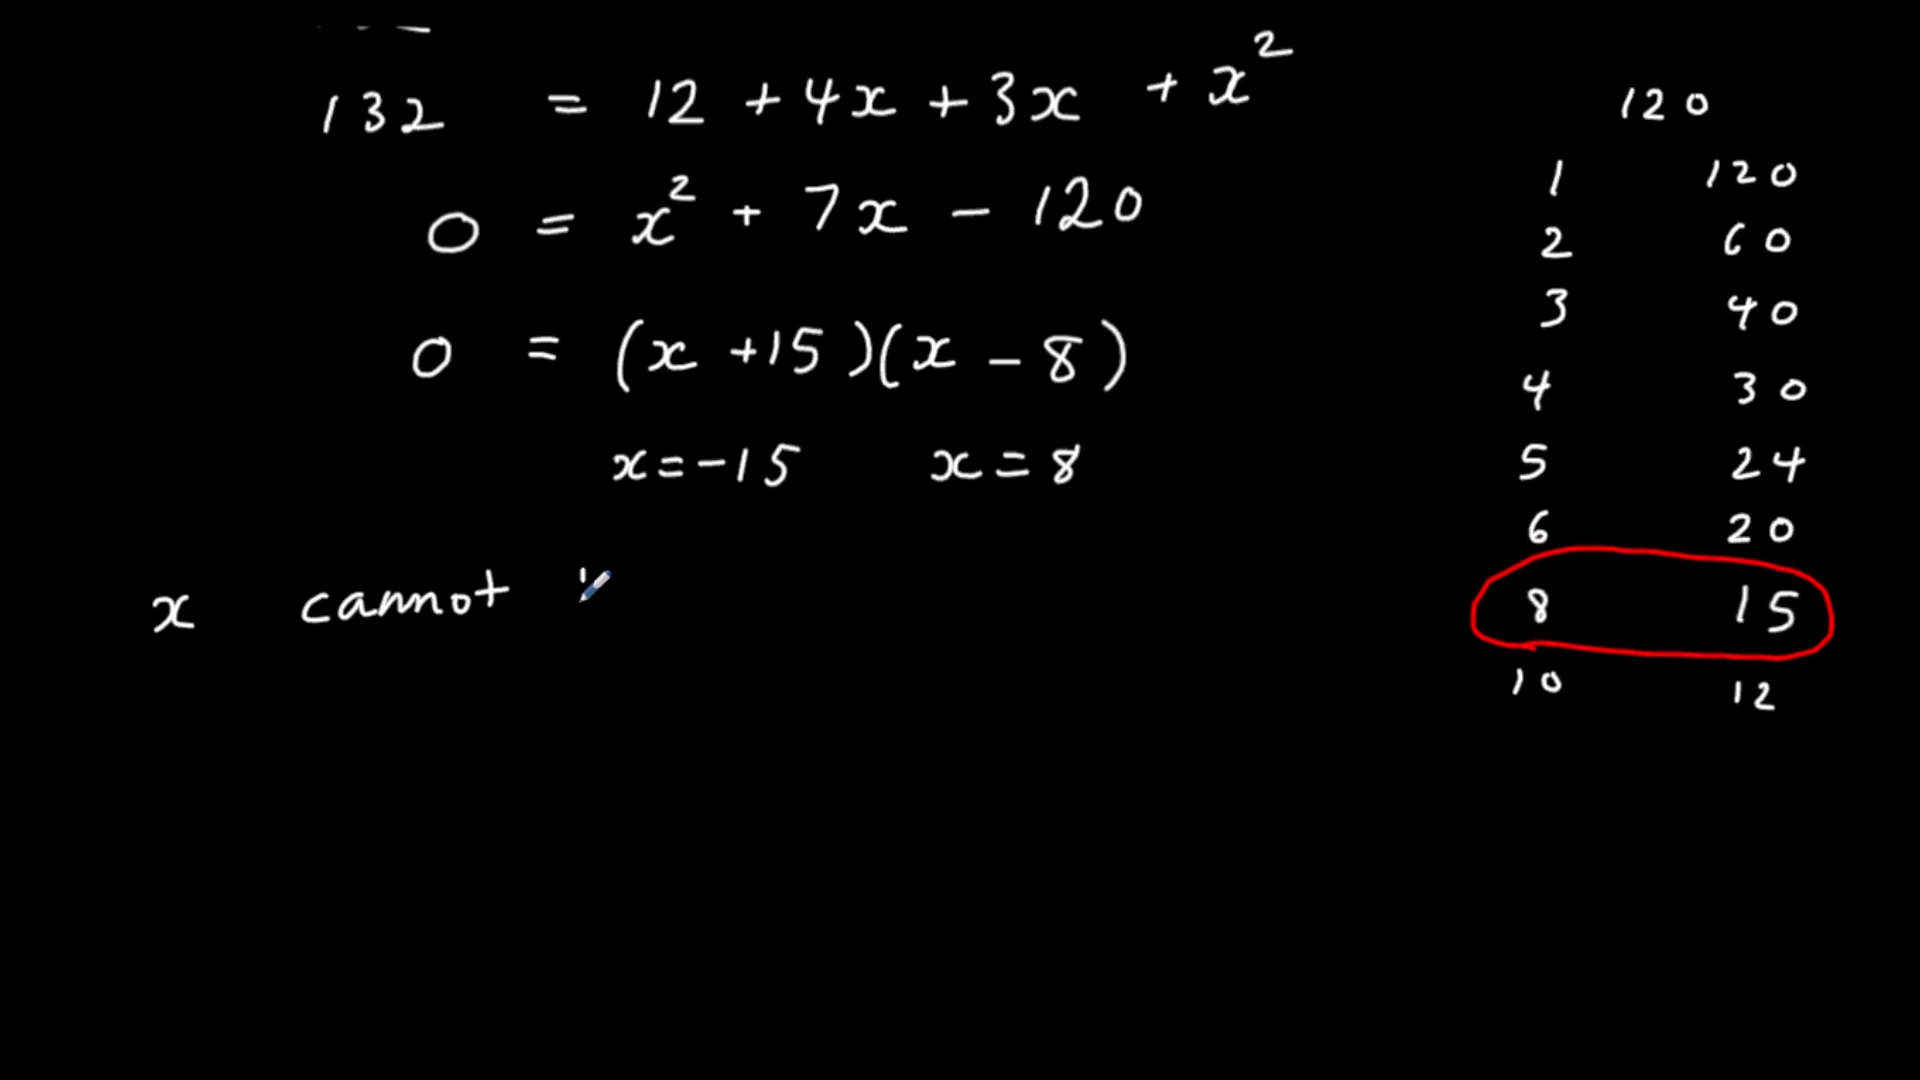 132 = 12 + 4x + 3x + x²
0 = x² + 7x - 120
0 = (x +15)(x - 8)
x = -15 x = 8
x cannot
120
1 120
2 60
3 40
4 30
5 24
6 20
8 15
10 12